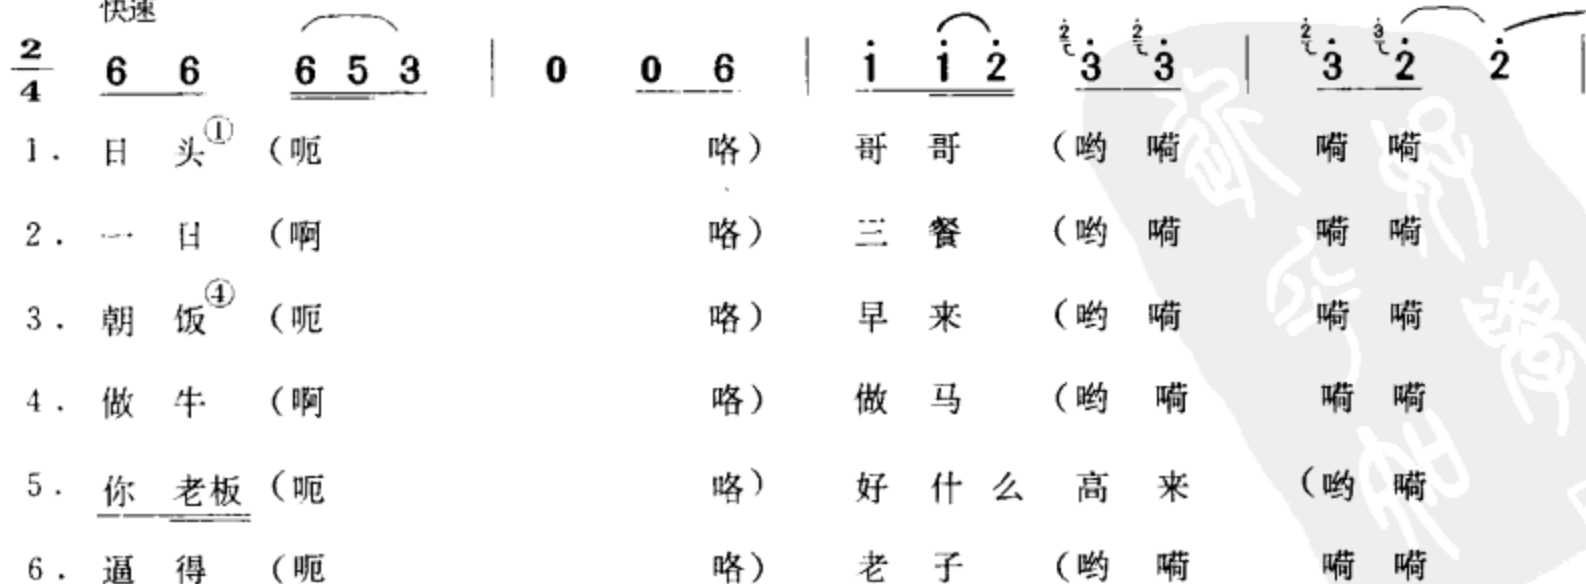 快速
2/4 6 6 6 5 3 | 0 0 6 | i i 2 2 3 2 3 | 2 3 3 2 2 |
1. 日 头① (呃 咯) 哥 哥 (哟 嗬 嗬 嗬
2. 一 日 (啊 咯) 三 餐 (哟 嗬 嗬 嗬
3. 朝 饭④ (呃 咯) 早 来 (哟 嗬 嗬 嗬
4. 做 牛 (啊 咯) 做 马 (哟 嗬 嗬 嗬
5. 你 老板 (呃 咯) 好 什 么 高 来 (哟 嗬
6. 逼 得 (呃 咯) 老 子 (哟 嗬 嗬 嗬